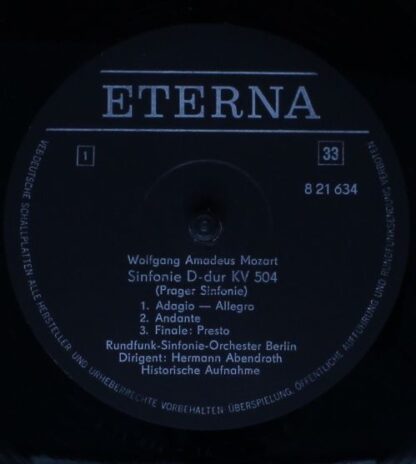 ETERNA
1
33
8 21 634
Wolfgang Amadeus Mozart
Sinfonie D-dur KV 504
(Prager Sinfonie)
1. Adagio — Allegro
2. Andante
3. Finale: Presto
Rundfunk-Sinfonie-Orchester Berlin
Dirigent: Hermann Abendroth
Historische Aufnahme
VEB DEUTSCHE SCHALLPLATTEN ALLE HERSTELLER UND URHEBERRECHTE VORBEHALTEN ÜBERSPIELUNG, ÖFFENTLICHE AUFFÜHRUNG UND RUNDFUNKSENDUNG VERBOTEN